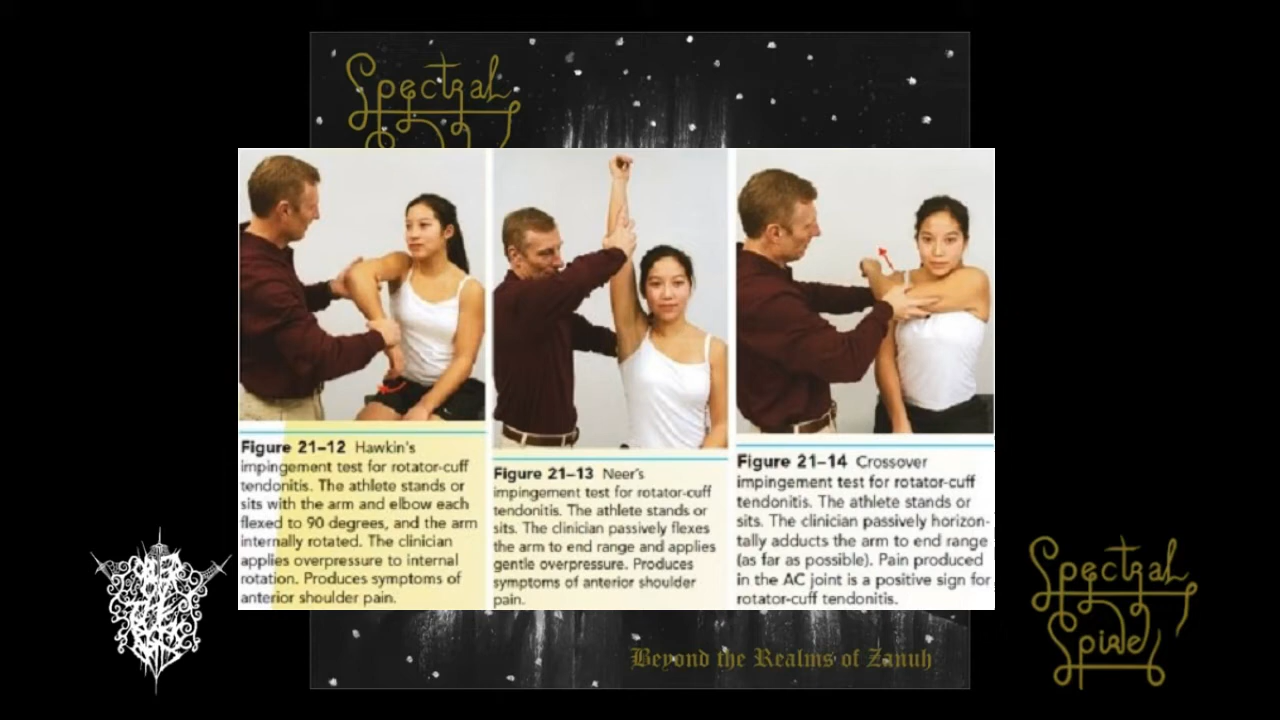 Spectral
Figure 21–12 Hawkin's
impingement test for rotator-cuff
tendonitis. The athlete stands or
sits with the arm and elbow each
flexed to 90 degrees, and the arm
internally rotated. The clinician
applies overpressure to internal
rotation. Produces symptoms of
anterior shoulder pain.
Figure 21–13 Neer's
impingement test for rotator-cuff
tendonitis. The athlete stands or
sits. The clinician passively flexes
the arm to end range and applies
gentle overpressure. Produces
symptoms of anterior shoulder
pain.
Figure 21–14 Crossover
impingement test for rotator-cuff
tendonitis. The athlete stands or
sits. The clinician passively horizon-
tally adducts the arm to end range
(as far as possible). Pain produced
in the AC joint is a positive sign for
rotator-cuff tendonitis.
Spectral
Spire
Beyond the Realms of Zanuh